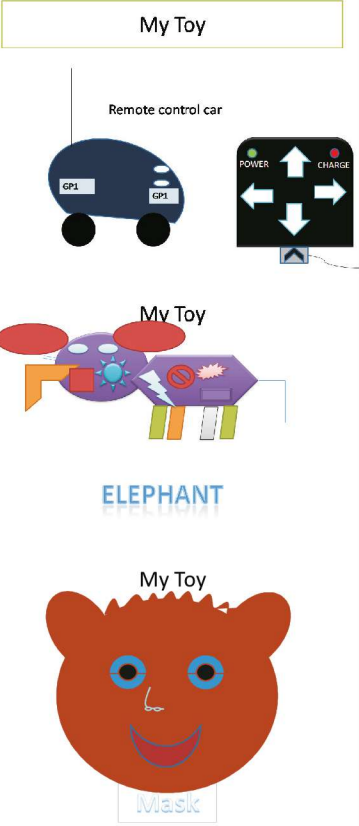 My Toy
Remote control car
POWER
CHARGE
GP1
GP1
My Toy
ELEPHANT
My Toy
Mask